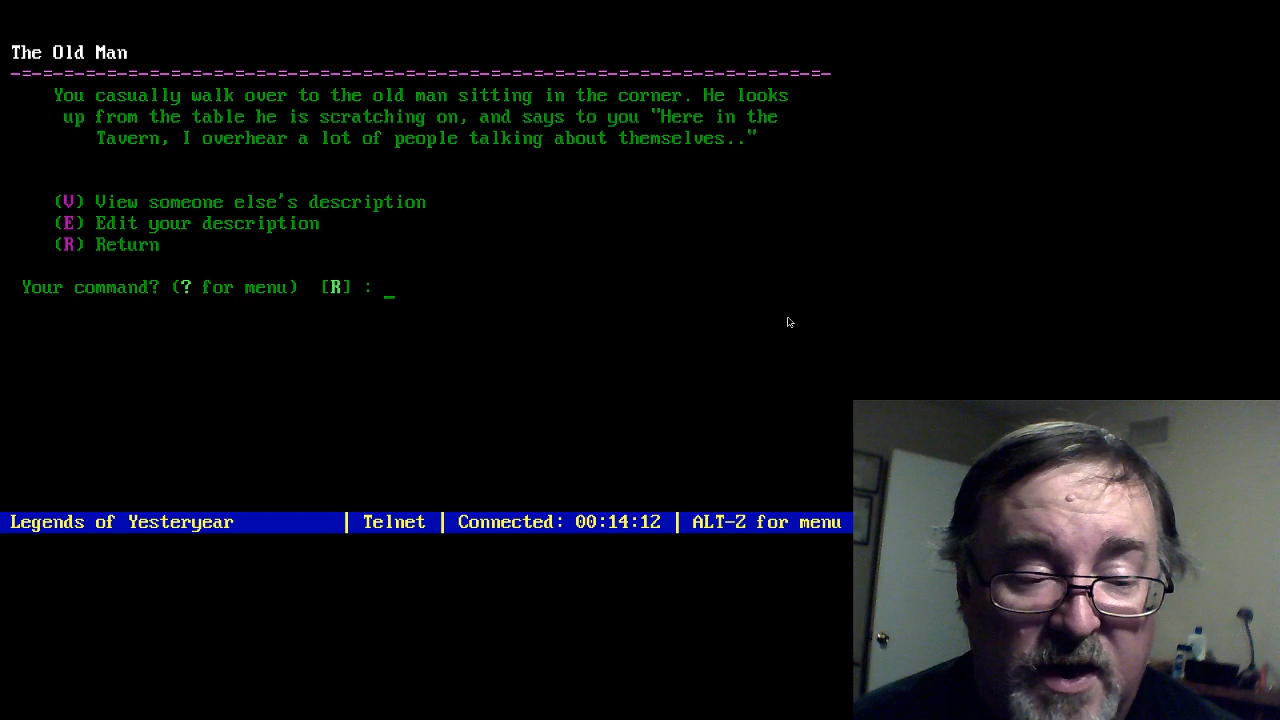 The Old Man
-=-=-=-=-=-=-=-=-=-=-=-=-=-=-=-=-=-=-=-=-=-=-=-=-=-=-=-=-=-=-=-=-=-=-=-=-=-
You casually walk over to the old man sitting in the corner. He looks
up from the table he is scratching on, and says to you "Here in the
Tavern, I overhear a lot of people talking about themselves.."
(V) View someone else's description
(E) Edit your description
(R) Return
Your command? (? for menu) [R] : _
Legends of Yesteryear | Telnet | Connected: 00:14:12 | ALT-Z for menu